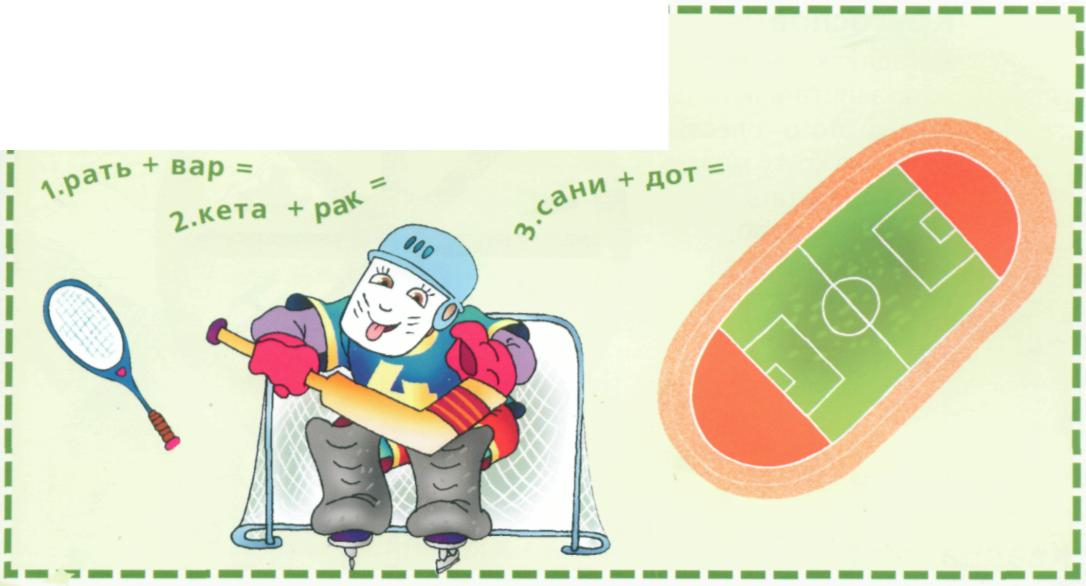 1.рать + вар =
2.кета + рак =
3.сани + дот =